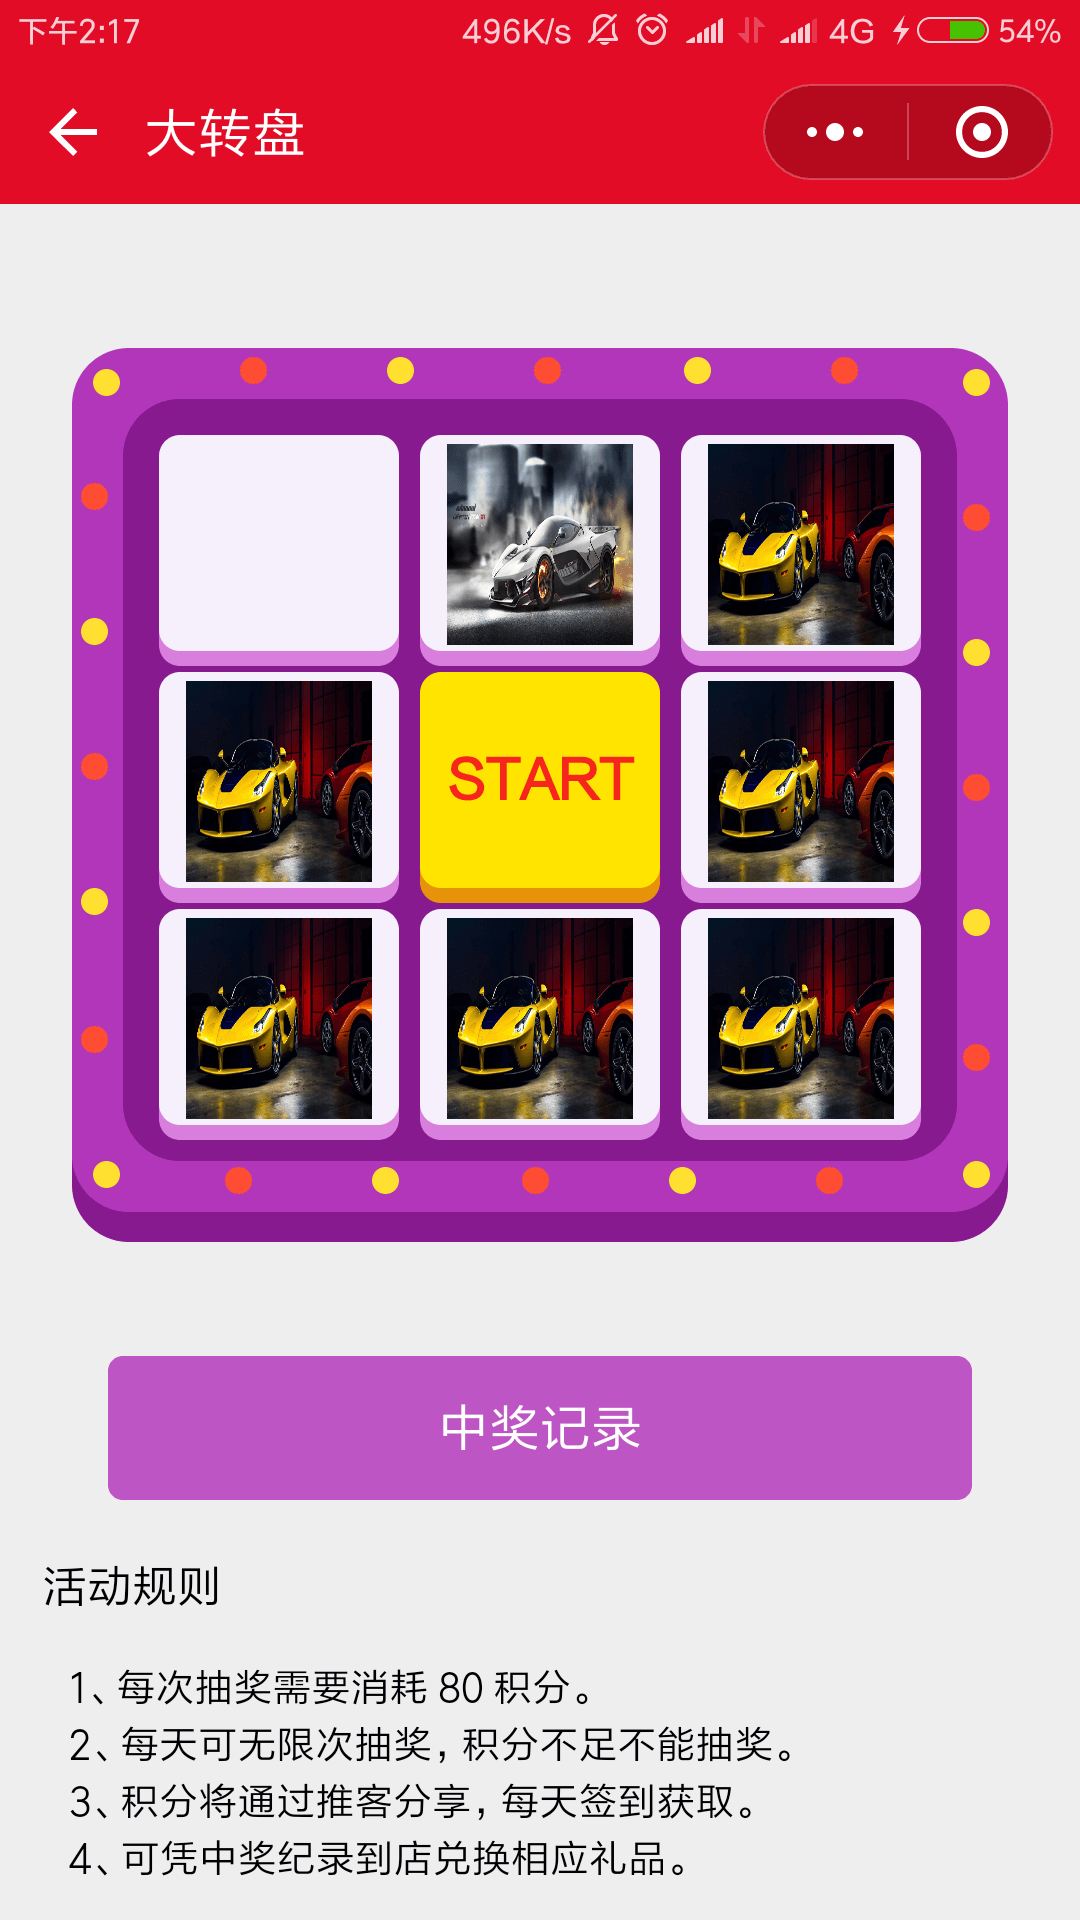 下午2:17 496K/s 4G 54%
大转盘
START
中奖记录
活动规则
1、每次抽奖需要消耗 80 积分。
2、每天可无限次抽奖，积分不足不能抽奖。
3、积分将通过推客分享，每天签到获取。
4、可凭中奖纪录到店兑换相应礼品。